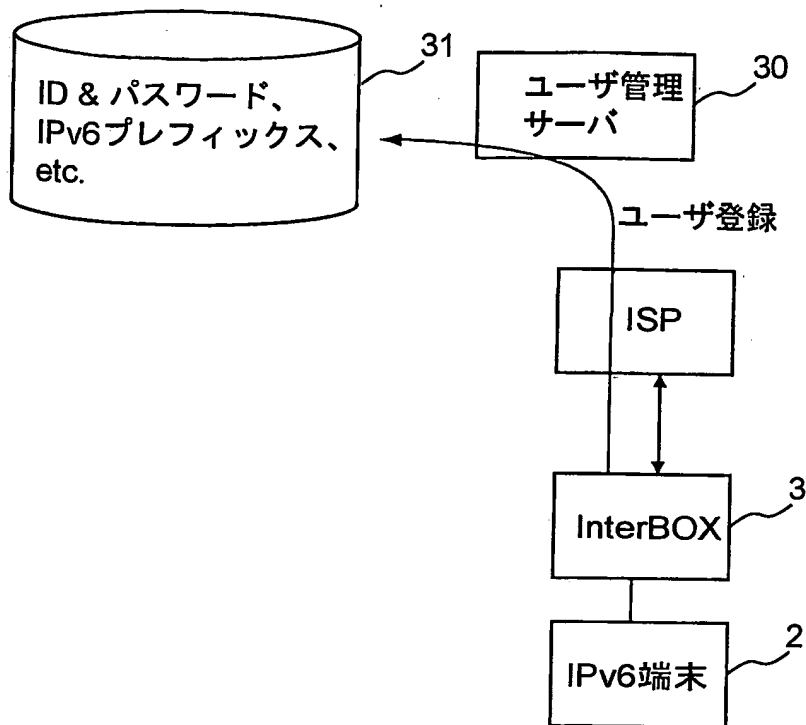 31
ID & パスワード、
IPv6プレフィックス、
etc.
30
ユーザ管理
サーバ
ユーザ登録
ISP
3
InterBOX
2
IPv6端末